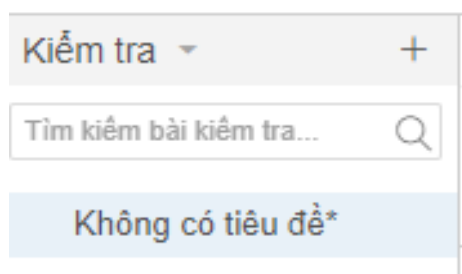 Kiểm tra
Tìm kiếm bài kiểm tra...
Không có tiêu đề*